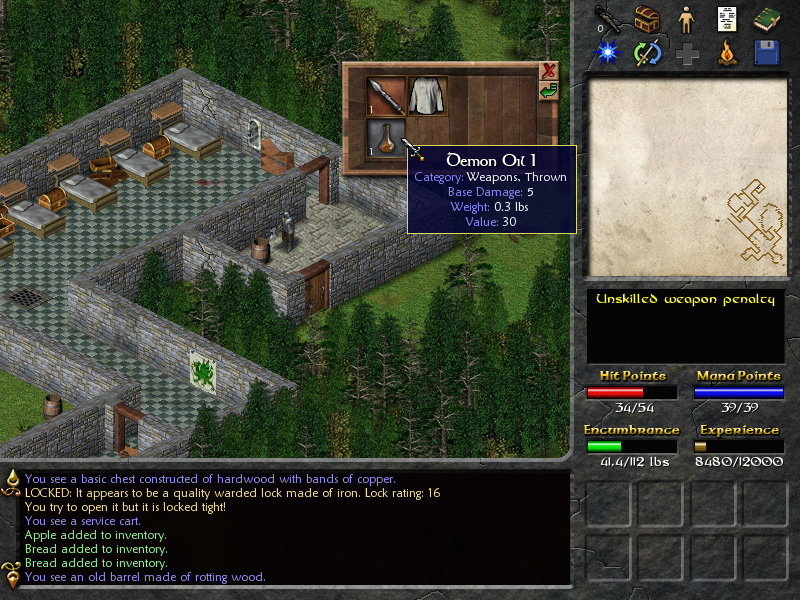 0
1
1
Demon Oil 1
Category: Weapons, Thrown
Base Damage: 5
Weight: 0.3 lbs
Value: 30
Unskilled weapon penalty
Hit Points
Mana Points
34/54
39/39
Encumbrance
Experience
41.4/112 lbs
8480/12000
You see a basic chest constructed of hardwood with bands of copper.
LOCKED: It appears to be a quality warded lock made of iron. Lock rating: 16
You try to open it but it is locked tight!
You see a service cart.
Apple added to inventory.
Bread added to inventory.
Bread added to inventory.
You see an old barrel made of rotting wood.